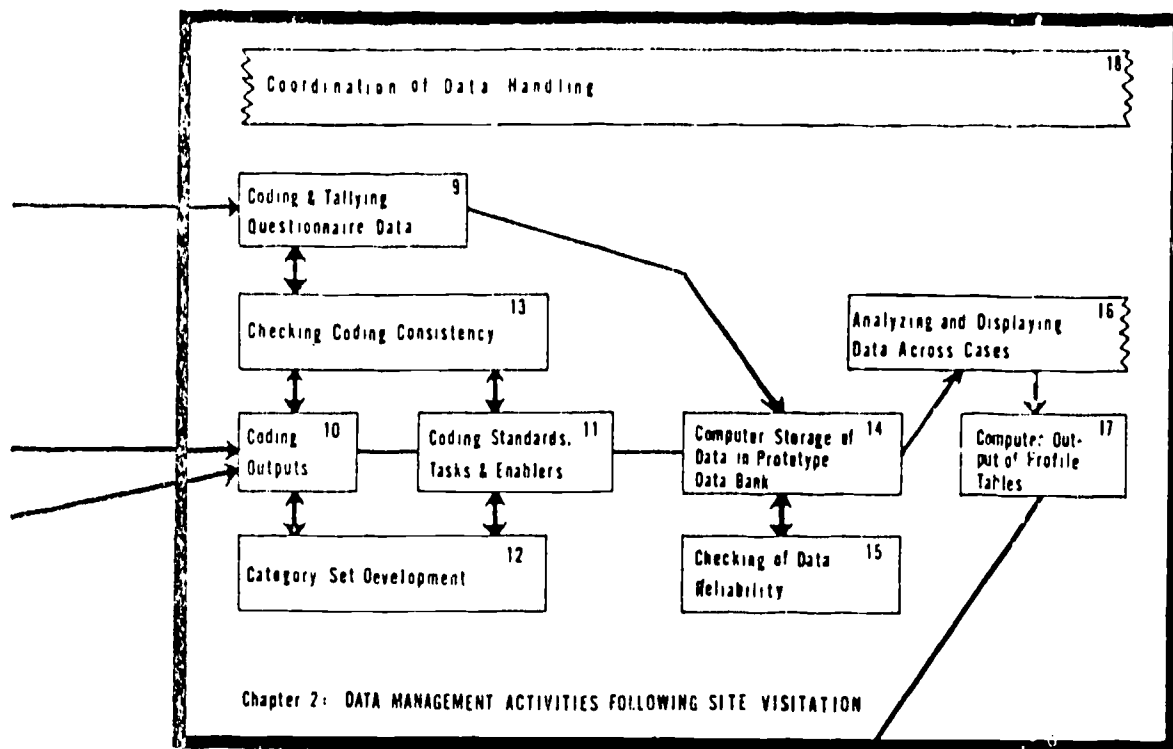 18
Coordination of Data Handling
9
Coding & Tallying
Questionnaire Data
13
Checking Coding Consistency
16
Analyzing and Displaying
Data Across Cases
10
Coding
Outputs
11
Coding Standards,
Tasks & Enablers
14
Computer Storage of
Data in Prototype
Data Bank
17
Computer Out-
put of Profile
Tables
12
Category Set Development
15
Checking of Data
Reliability
Chapter 2: DATA MANAGEMENT ACTIVITIES FOLLOWING SITE VISITATION